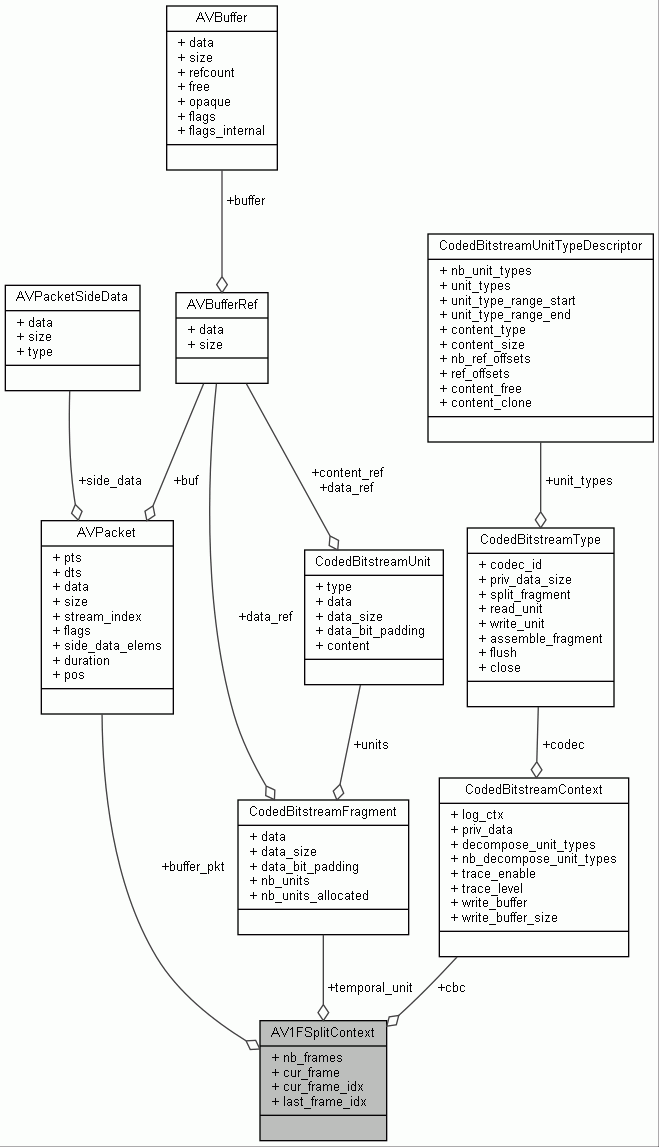 AVBuffer
+ data
+ size
+ refcount
+ free
+ opaque
+ flags
+ flags_internal
+buffer
CodedBitstreamUnitTypeDescriptor
+ nb_unit_types
+ unit_types
+ unit_type_range_start
+ unit_type_range_end
+ content_type
+ content_size
+ nb_ref_offsets
+ ref_offsets
+ content_free
+ content_clone
AVPacketSideData
+ data
+ size
+ type
AVBufferRef
+ data
+ size
+side_data
+buf
+content_ref
+data_ref
+unit_types
AVPacket
+ pts
+ dts
+ data
+ size
+ stream_index
+ flags
+ side_data_elems
+ duration
+ pos
+data_ref
CodedBitstreamUnit
+ type
+ data
+ data_size
+ data_bit_padding
+ content
CodedBitstreamType
+ codec_id
+ priv_data_size
+ split_fragment
+ read_unit
+ write_unit
+ assemble_fragment
+ flush
+ close
+units
+codec
+buffer_pkt
CodedBitstreamFragment
+ data
+ data_size
+ data_bit_padding
+ nb_units
+ nb_units_allocated
CodedBitstreamContext
+ log_ctx
+ priv_data
+ decompose_unit_types
+ nb_decompose_unit_types
+ trace_enable
+ trace_level
+ write_buffer
+ write_buffer_size
+temporal_unit
+cbc
AV1FSplitContext
+ nb_frames
+ cur_frame
+ cur_frame_idx
+ last_frame_idx